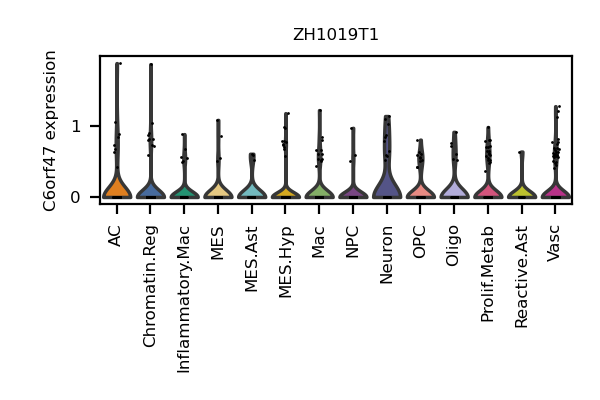 ZH1019T1
C6orf47 expression
1
0
AC
Chromatin.Reg
Inflammatory.Mac
MES
MES.Ast
MES.Hyp
Mac
NPC
Neuron
OPC
Oligo
Prolif.Metab
Reactive.Ast
Vasc